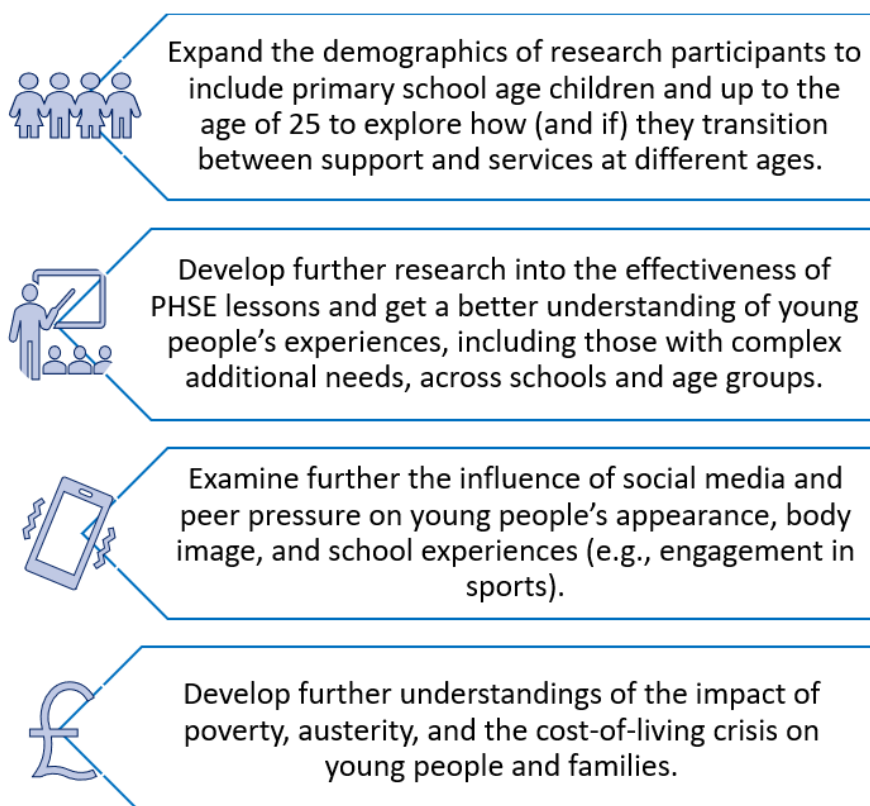 Expand the demographics of research participants to
include primary school age children and up to the
age of 25 to explore how (and if) they transition
between support and services at different ages.
Develop further research into the effectiveness of
PHSE lessons and get a better understanding of young
people's experiences, including those with complex
additional needs, across schools and age groups.
Examine further the influence of social media and
peer pressure on young people's appearance, body
image, and school experiences (e.g., engagement in
sports).
£
Develop further understandings of the impact of
poverty, austerity, and the cost-of-living crisis on
young people and families.